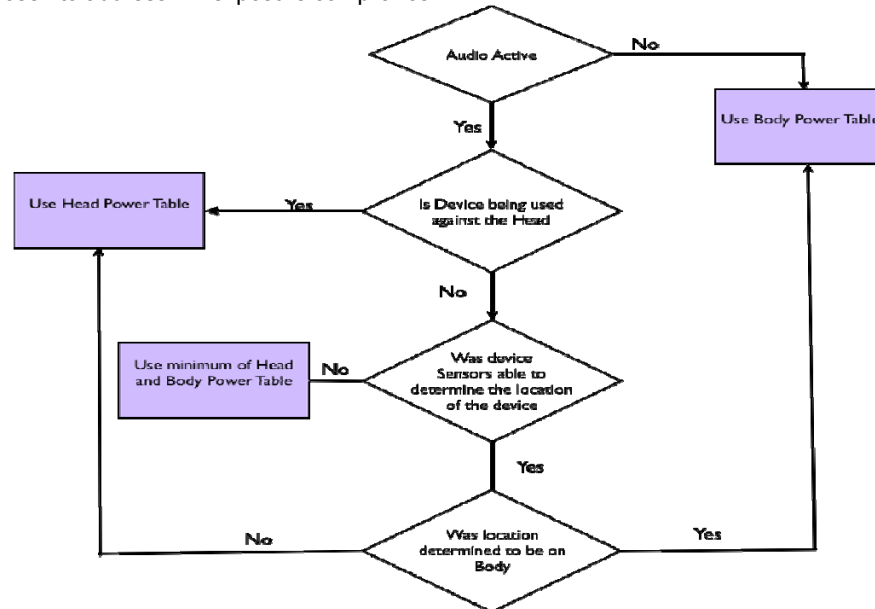 Audio Active
No
Use Body Power Table
Yes
Use Head Power Table
Yes
Is Device being used
against the Head
No
Use minimum of Head
and Body Power Table
No
Was device
Sensors able to
determine the location
of the device
Yes
No
Was location
determined to be on
Body
Yes